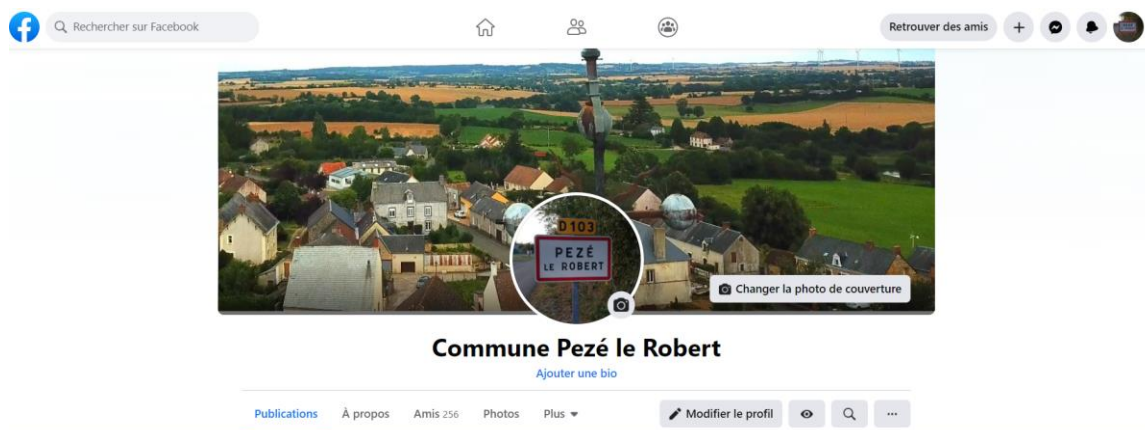 Rechercher sur Facebook
Retrouver des amis
D 103
PEZÉ
LE ROBERT
Changer la photo de couverture
Commune Pezé le Robert
Ajouter une bio
Publications À propos Amis 256 Photos Plus Modifier le profil